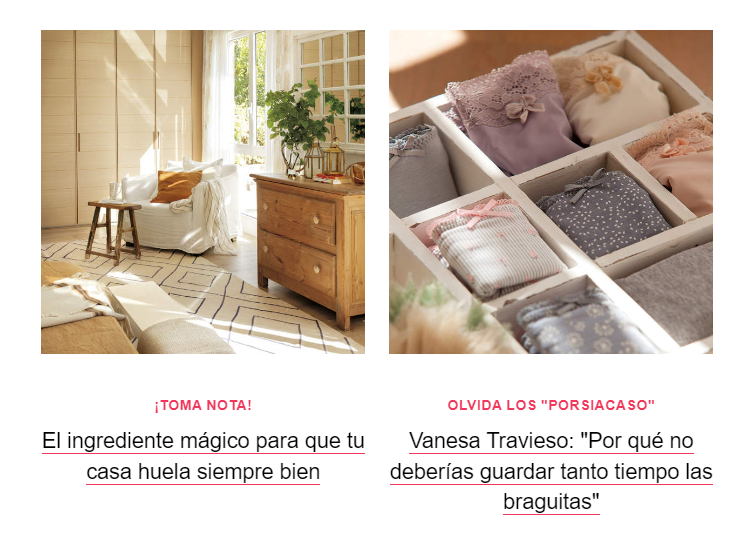 ¡TOMA NOTA!
El ingrediente mágico para que tu
casa huela siempre bien
OLVIDA LOS "PORSIACASO"
Vanesa Travieso: "Por qué no
deberías guardar tanto tiempo las
braguitas"